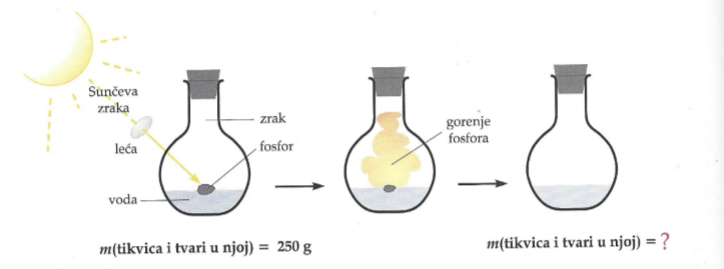 Sunčeva
zraka
leća
voda
zrak
fosfor
gorenje
fosfora
m(tikvica i tvari u njoj) = 250 g
m(tikvica i tvari u njoj) = ?